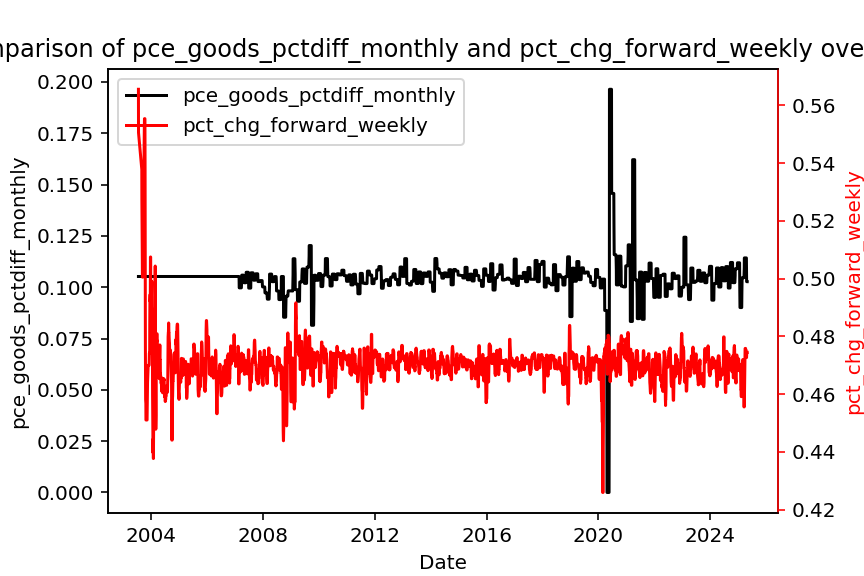 nparison of pce_goods_pctdiff_monthly and pct_chg_forward_weekly ove
pce_goods_pctdiff_monthly
pct_chg_forward_weekly
0.200
0.175
0.150
0.125
0.100
0.075
0.050
0.025
0.000
pce_goods_pctdiff_monthly
0.56
0.54
0.52
0.50
0.48
0.46
0.44
0.42
pct_chg_forward_weekly
2004 2008 2012 2016 2020 2024
Date